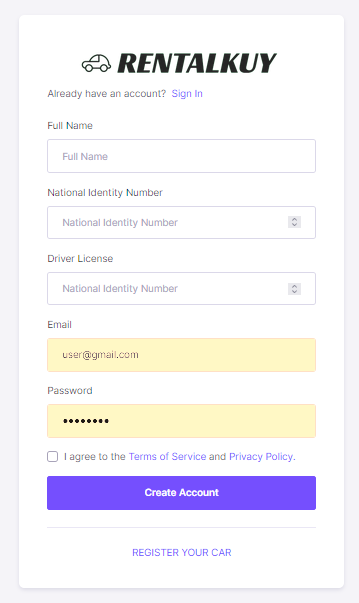 RENTALKUY
Already have an account? Sign In
Full Name
Full Name
National Identity Number
National Identity Number
Driver License
National Identity Number
Email
user@gmail.com
Password
••••••••
I agree to the Terms of Service and Privacy Policy.
Create Account
REGISTER YOUR CAR